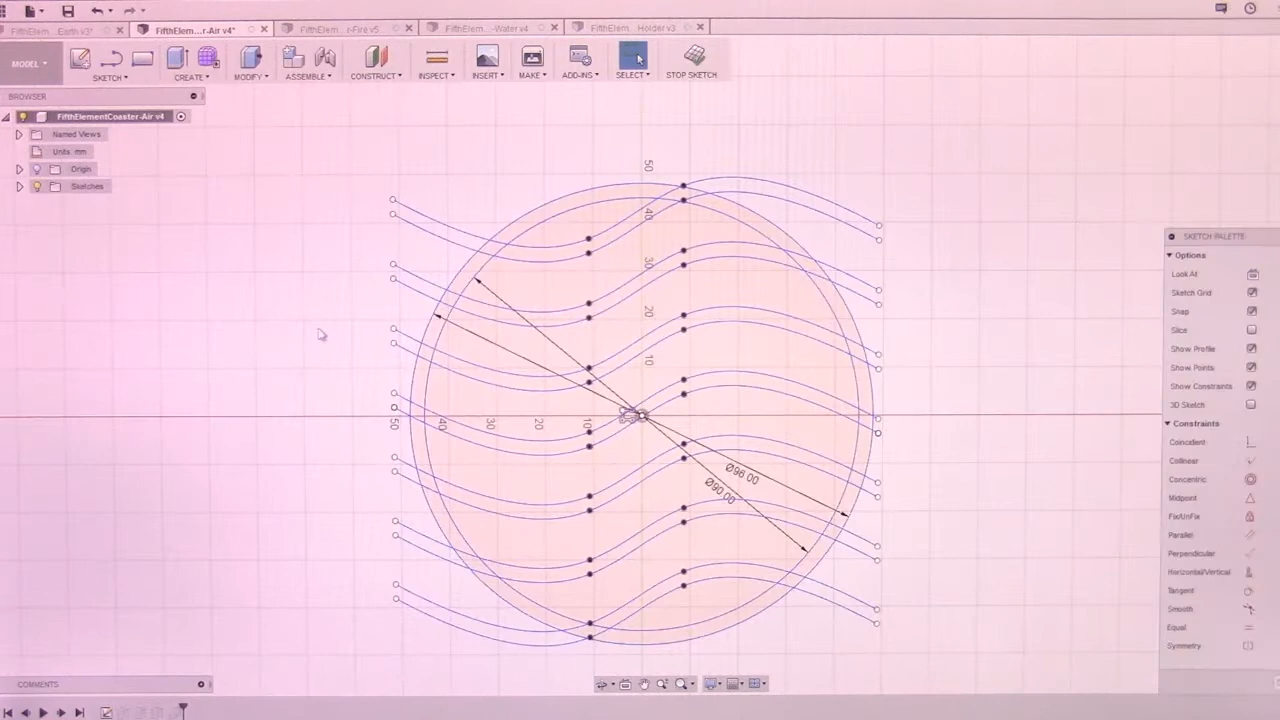 FifthElem...Earth v3*
FifthElem...r-Air v4*
FifthElem...r-Fire v5
FifthElem...-Water v4
FifthElem...Holder v3
MODEL
SKETCH
CREATE
MODIFY
ASSEMBLE
CONSTRUCT
INSPECT
INSERT
MAKE
ADD-INS
SELECT
STOP SKETCH
BROWSER
FifthElementCoaster-Air v4
Named Views
Units: mm
Origin
Sketches
50
40
30
20
10
50
40
30
20
10
Ø96.00
Ø90.00
SKETCH PALETTE
Options
Look At
Sketch Grid
Snap
Slice
Show Profile
Show Points
Show Constraints
3D Sketch
Constraints
Coincident
Collinear
Concentric
Midpoint
Fix/UnFix
Parallel
Perpendicular
Horizontal/Vertical
Tangent
Smooth
Equal
Symmetry
COMMENTS